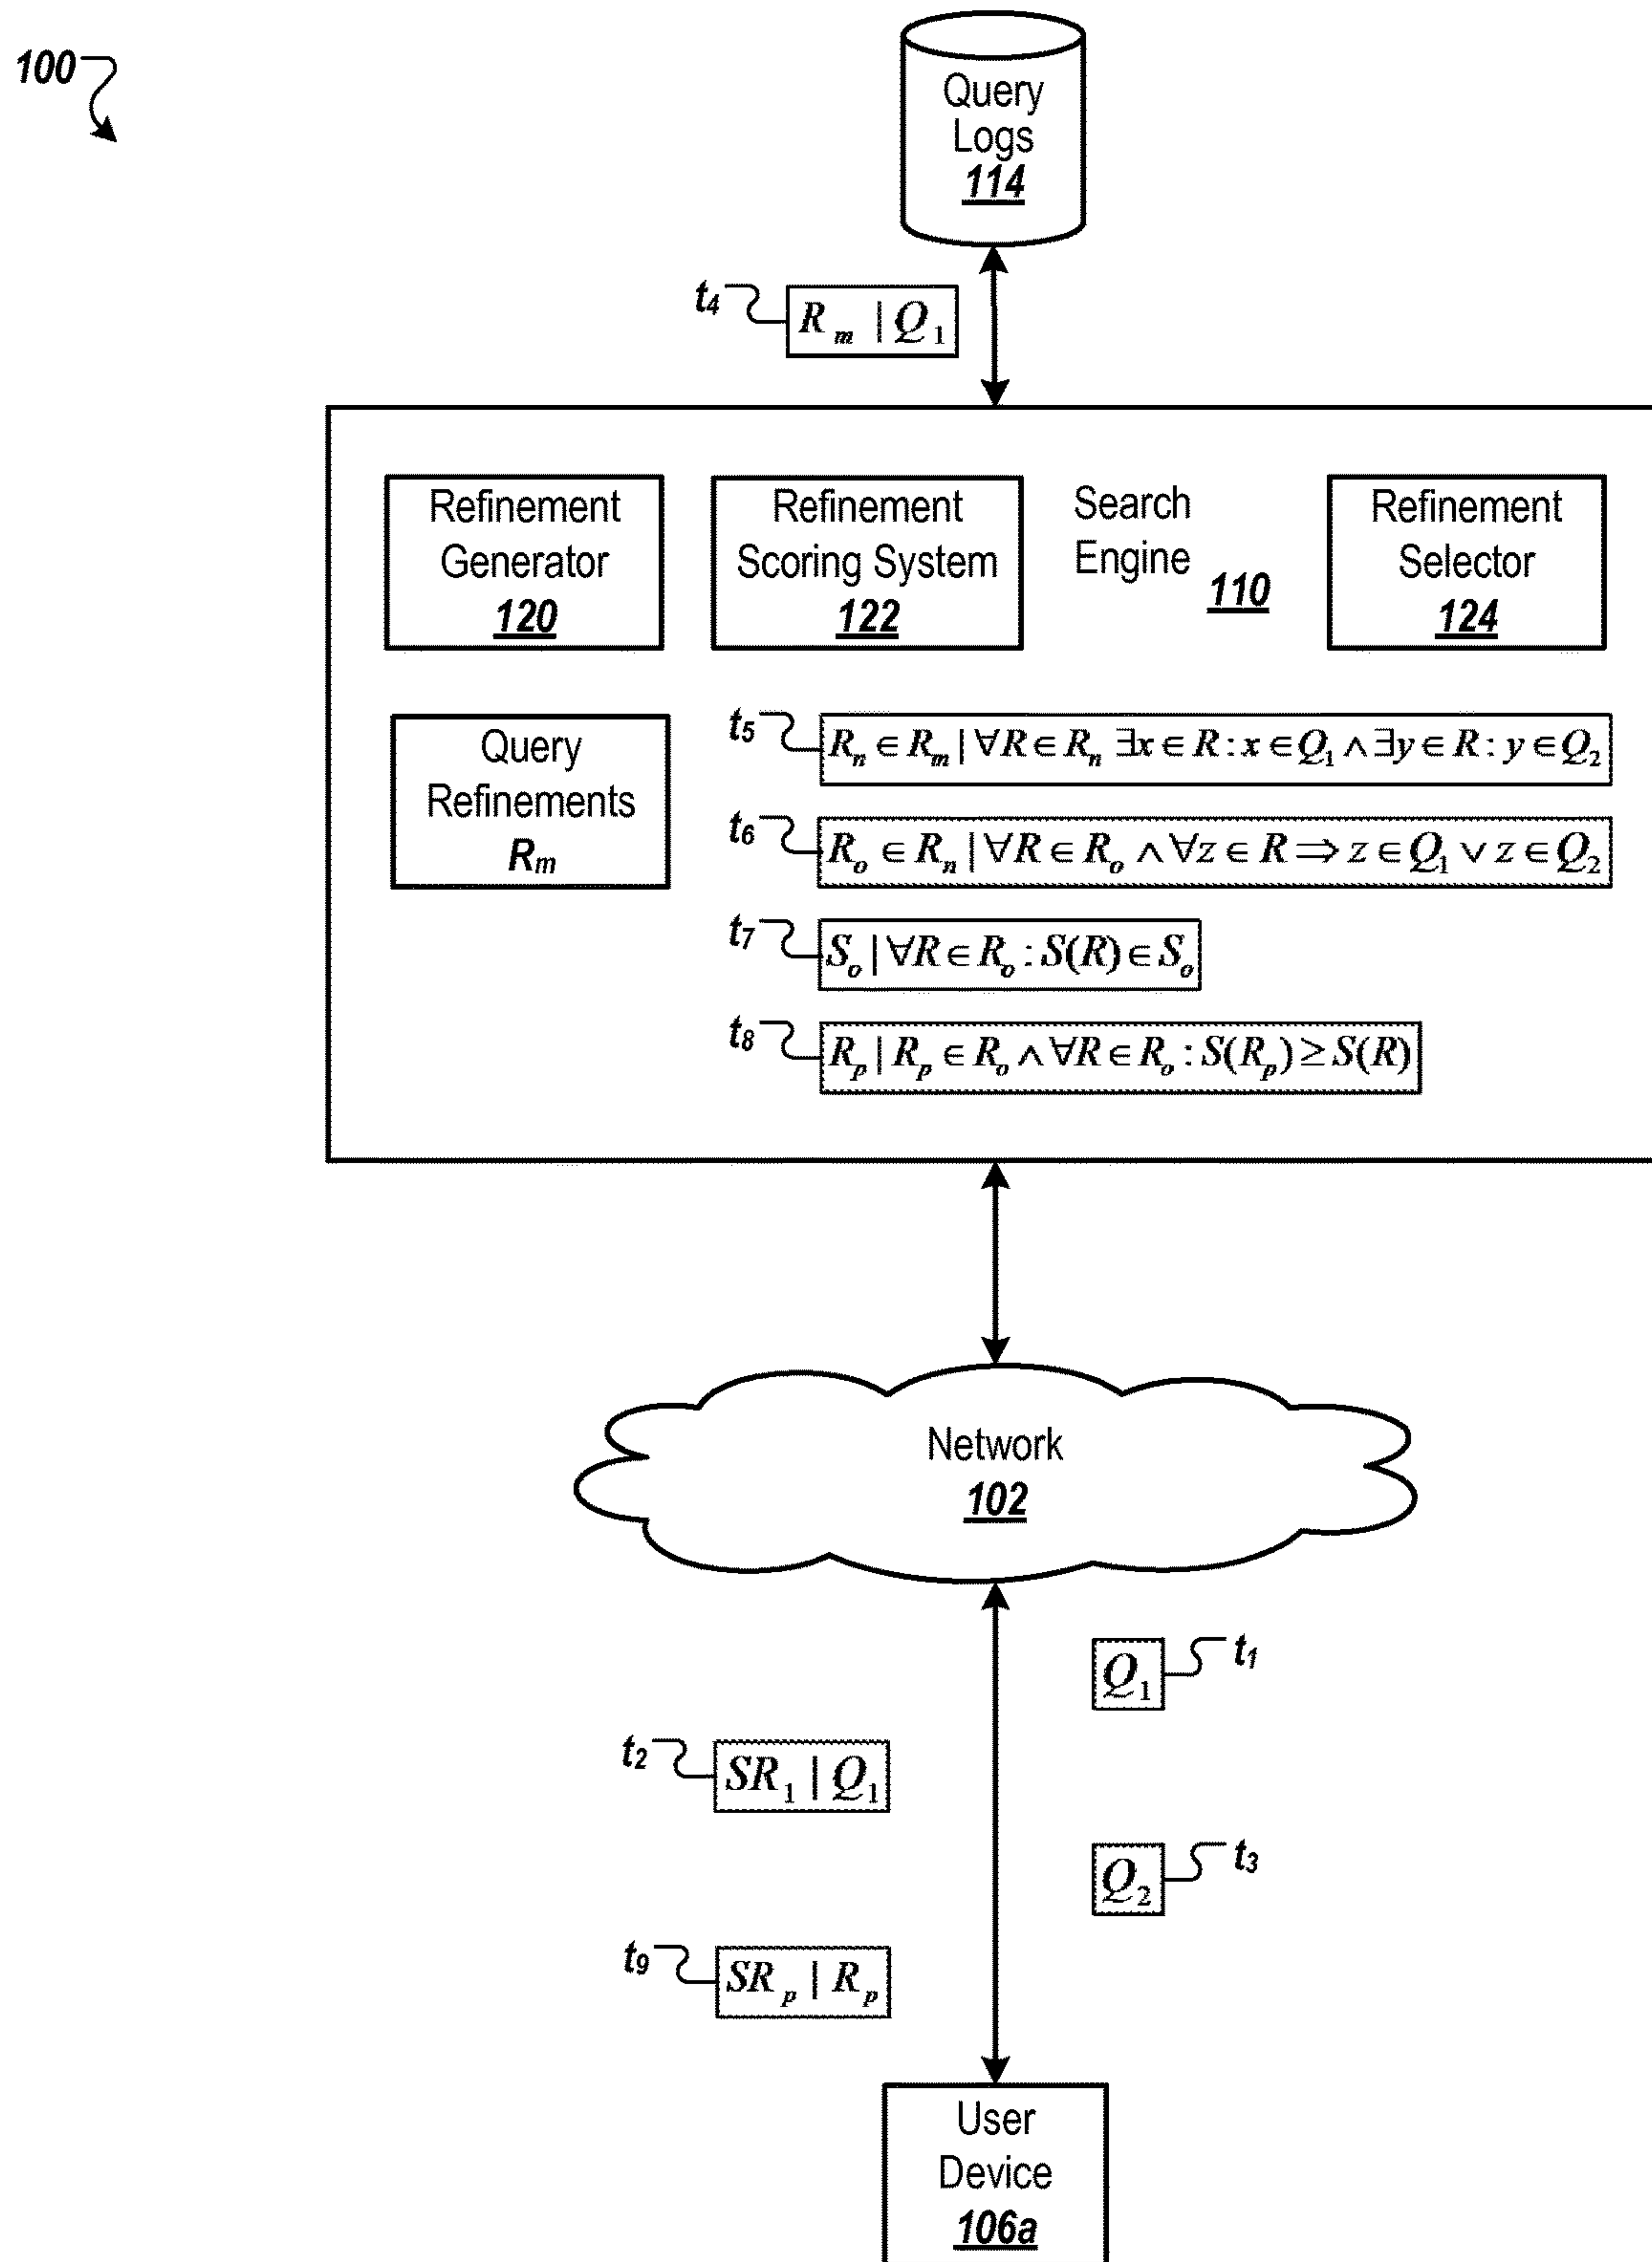 100
Query
Logs
114
t4
Rm | Q1
Refinement
Generator
120
Refinement
Scoring System
122
Search
Engine
110
Refinement
Selector
124
Query
Refinements
Rm
t5
Rn ∈ Rm | ∀R ∈ Rn ∃x ∈ R : x ∈ Q1 ∧ ∃y ∈ R : y ∈ Q2
t6
Ro ∈ Rn | ∀R ∈ Ro ∧ ∀z ∈ R ⇒ z ∈ Q1 ∨ z ∈ Q2
t7
So | ∀R ∈ Ro : S(R) ∈ So
t8
Rp | Rp ∈ Ro ∧ ∀R ∈ Ro : S(Rp) ≥ S(R)
Network
102
Q1
t1
t2
SR1 | Q1
Q2
t3
t9
SRp | Rp
User
Device
106a